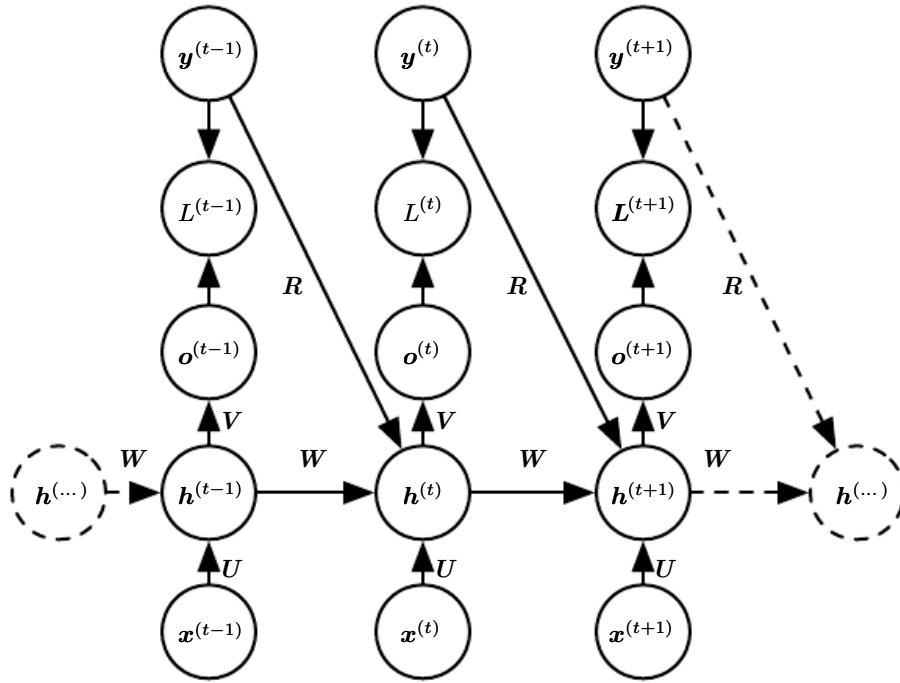 y^(t−1) y^(t) y^(t+1)
L^(t−1) L^(t) L^(t+1)
R R R
o^(t−1) o^(t) o^(t+1)
V V V
W W W W
h^(...) h^(t−1) h^(t) h^(t+1) h^(...)
U U U
x^(t−1) x^(t) x^(t+1)